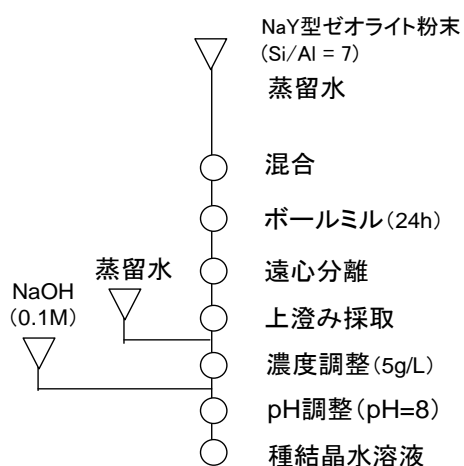 NaY型ゼオライト粉末
(Si/Al = 7)
蒸留水
混合
ボールミル(24h)
遠心分離
蒸留水
上澄み採取
NaOH
(0.1M)
濃度調整(5g/L)
pH調整(pH=8)
種結晶水溶液